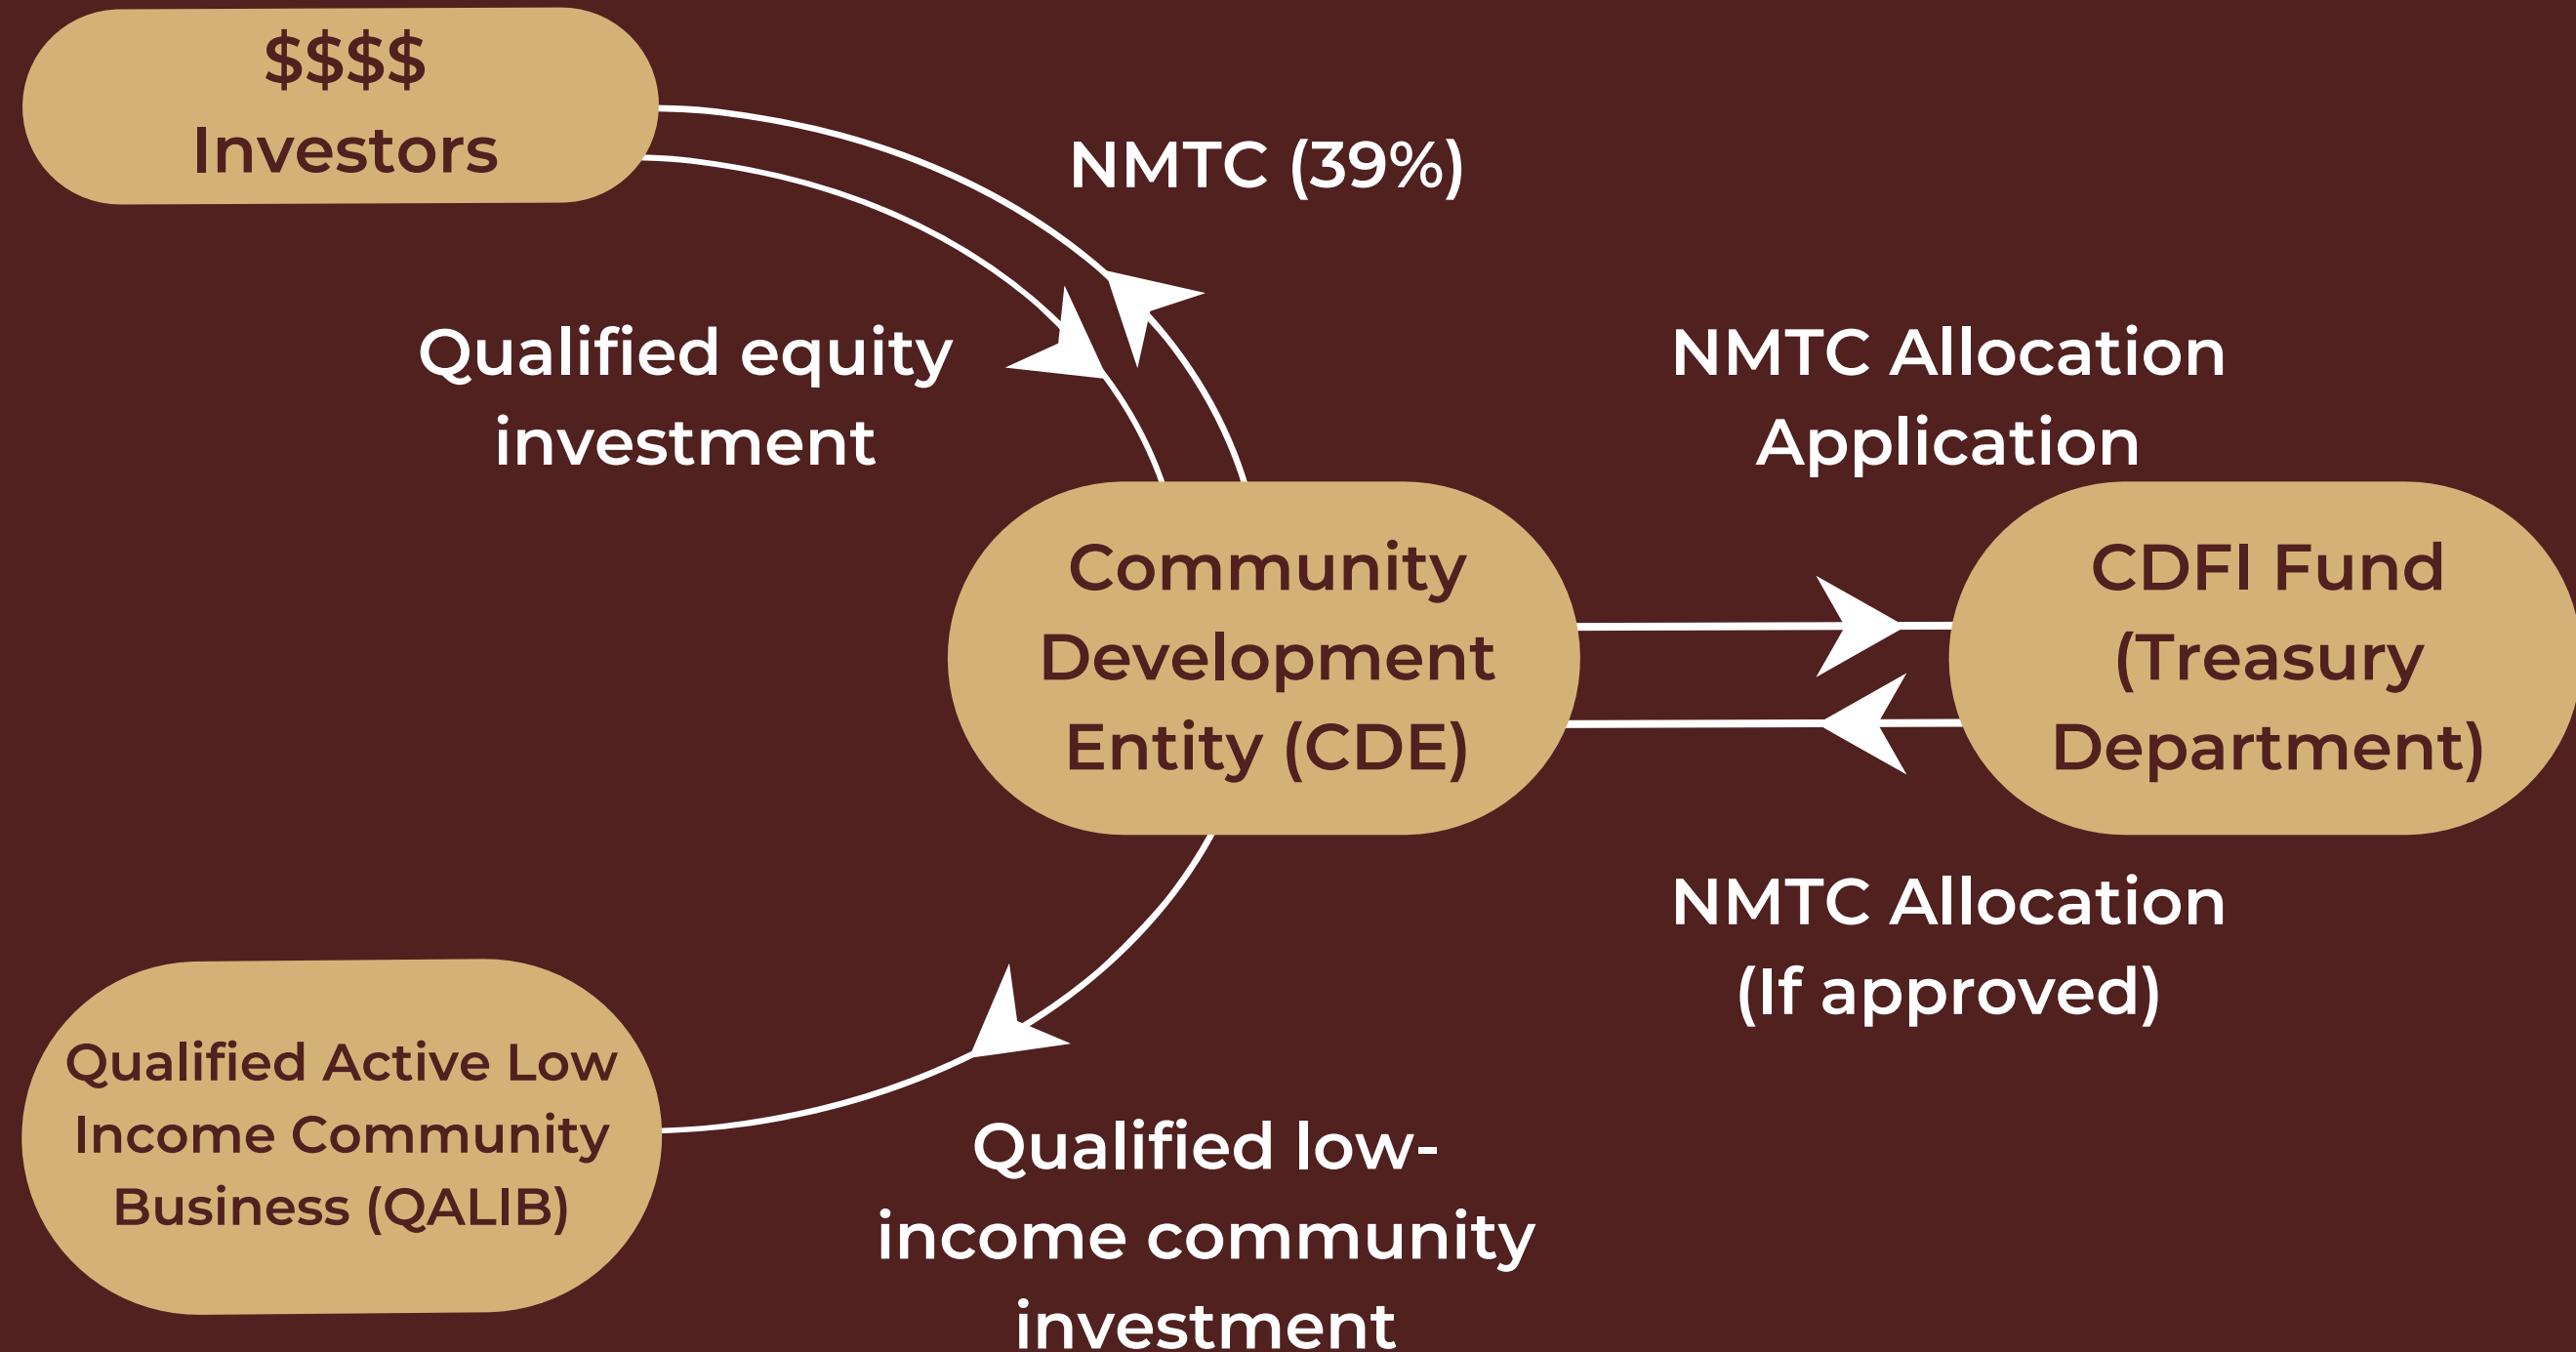 $$$$
Investors
NMTC (39%)
Qualified equity
investment
NMTC Allocation
Application
Community
Development
Entity (CDE)
CDFI Fund
(Treasury
Department)
NMTC Allocation
(If approved)
Qualified Active Low
Income Community
Business (QALIB)
Qualified low-
income community
investment